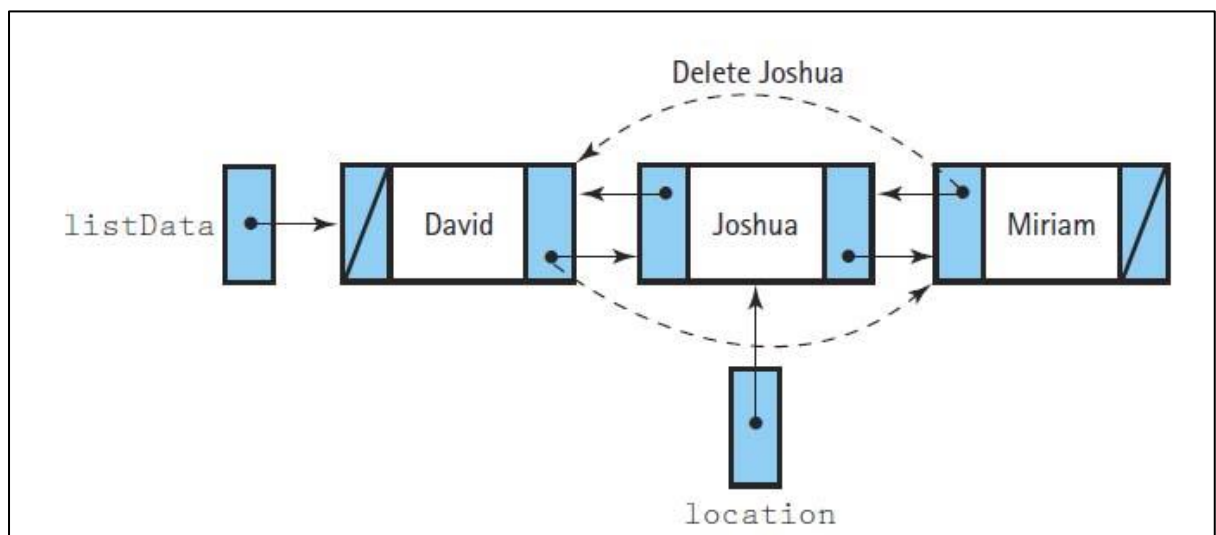 Delete Joshua
listData
David
Joshua
Miriam
location